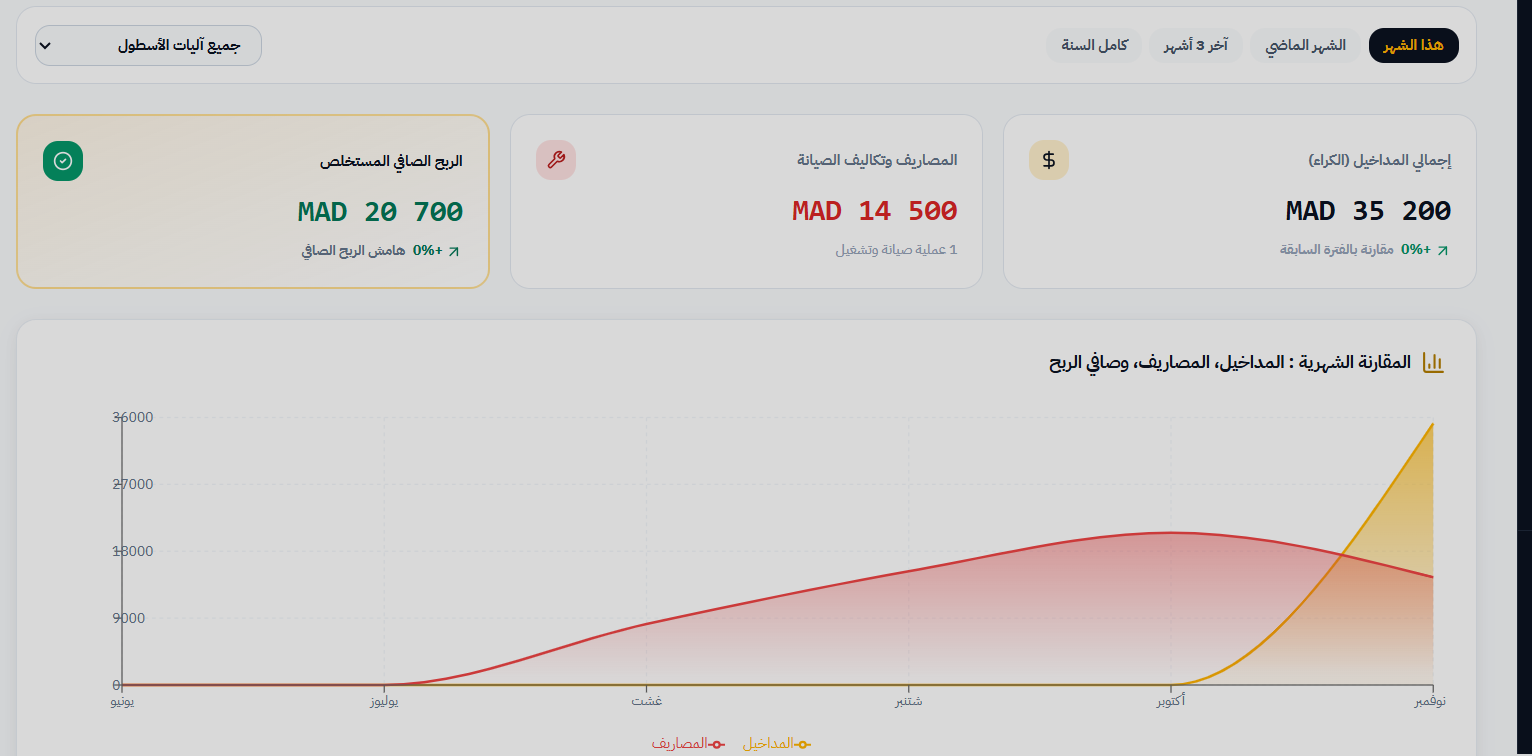 هذا الشهر
الشهر الماضي
آخر 3 أشهر
كامل السنة
جميع آليات الأسطول
إجمالي المداخيل (الكراء)
MAD 35 200
0%+ مقارنة بالفترة السابقة
المصاريف وتكاليف الصيانة
MAD 14 500
1 عملية صيانة وتشغيل
الربح الصافي المستخلص
MAD 20 700
0%+ هامش الربح الصافي
المقارنة الشهرية : المداخيل، المصاريف، وصافي الربح
36000
27000
18000
9000
0
يونيو
يوليوز
غشت
شتنبر
أكتوبر
نوفمبر
المداخيل
المصاريف